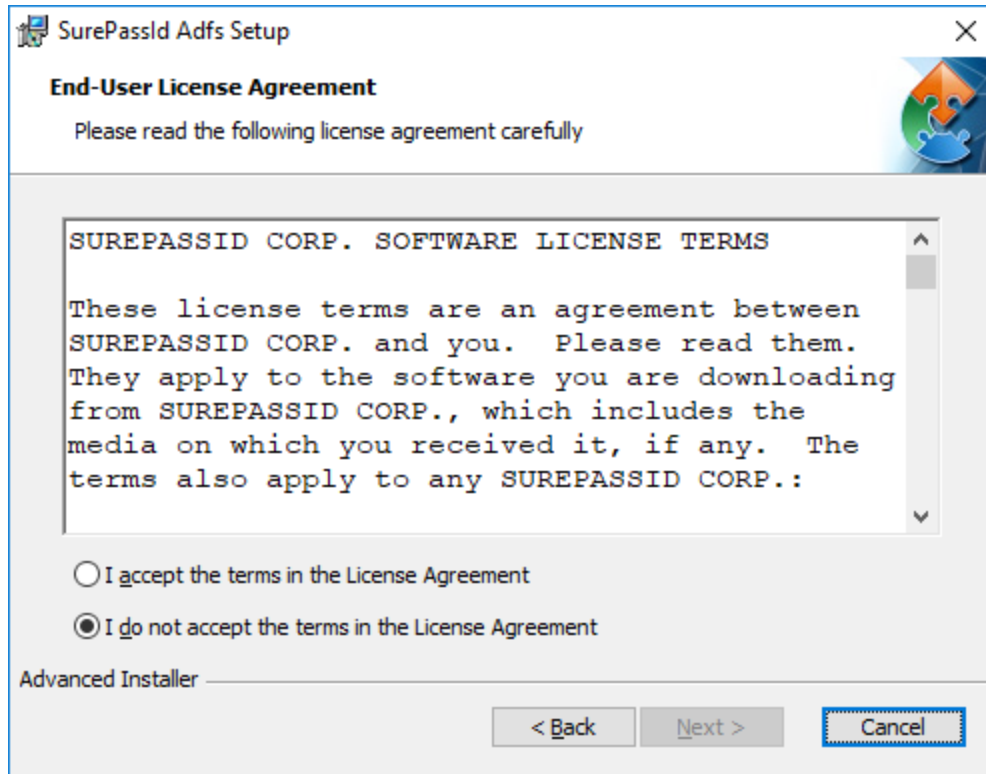 SurePassId Adfs Setup
End-User License Agreement
Please read the following license agreement carefully
SUREPASSID CORP. SOFTWARE LICENSE TERMS
These license terms are an agreement between
SUREPASSID CORP. and you.  Please read them.
They apply to the software you are downloading
from SUREPASSID CORP., which includes the
media on which you received it, if any.  The
terms also apply to any SUREPASSID CORP.:
I accept the terms in the License Agreement
I do not accept the terms in the License Agreement
Advanced Installer
< Back Next > Cancel